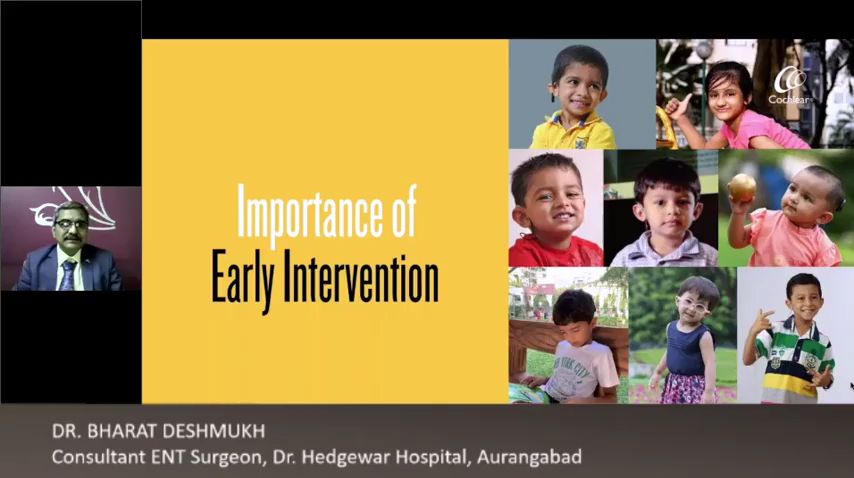 Cochlear
Importance of
Early Intervention
NEW YORK CITY
DR. BHARAT DESHMUKH
Consultant ENT Surgeon, Dr. Hedgewar Hospital, Aurangabad